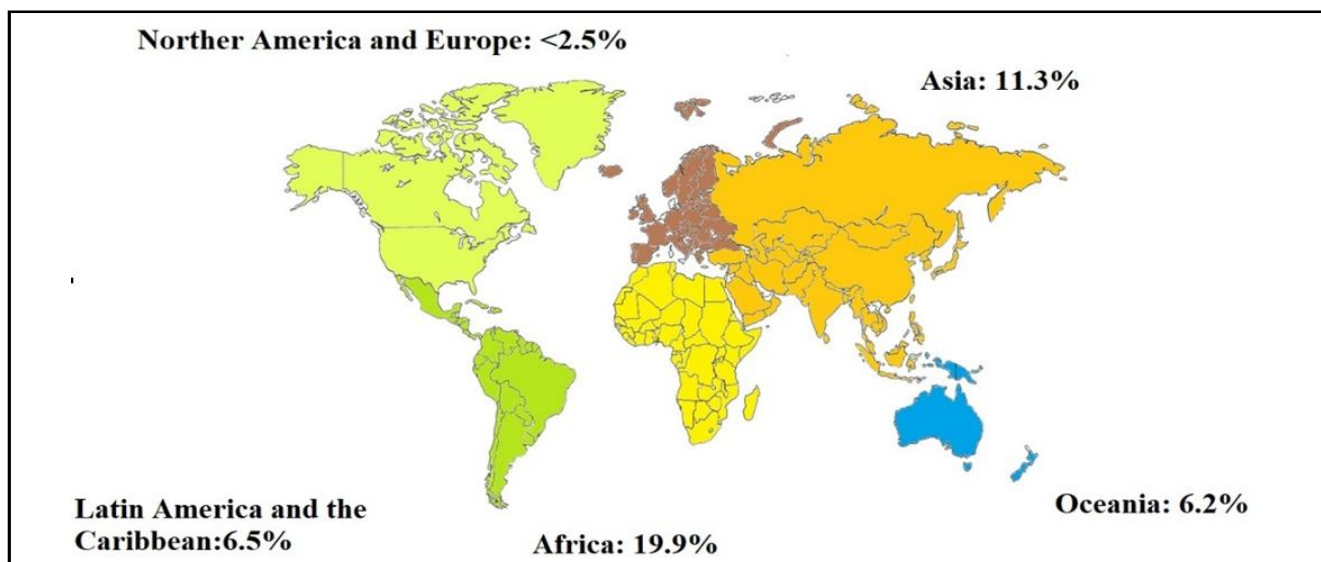 Norther America and Europe: <2.5%
Asia: 11.3%
Latin America and the
Caribbean:6.5%
Africa: 19.9%
Oceania: 6.2%